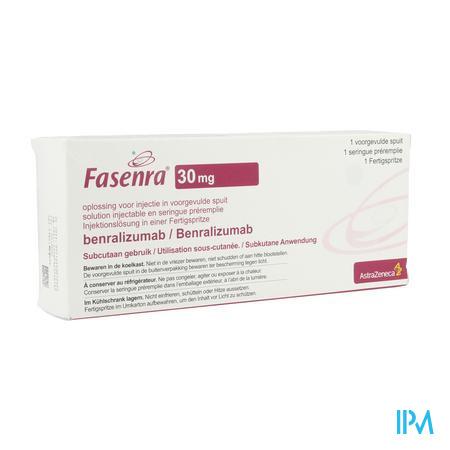 Fasenra® 30 mg
1 voorgevulde spuit
1 seringue préremplie
1 Fertigspritze
oplossing voor injectie in voorgevulde spuit
solution injectable en seringue préremplie
Injektionslösung in einer Fertigspritze
benralizumab / Benralizumab
Subcutaan gebruik / Utilisation sous-cutanée. / Subkutane Anwendung
Bewaren in de koelkast. Niet in de vriezer bewaren, niet schudden of aan hitte blootstellen.
De voorgevulde spuit in de buitenverpakking bewaren ter bescherming tegen licht.
À conserver au réfrigérateur. Ne pas congeler, agiter ou exposer à la chaleur.
Conserver la seringue préremplie dans l'emballage extérieur, à l'abri de la lumière.
Im Kühlschrank lagern. Nicht einfrieren, schütteln oder Hitze aussetzen.
Fertigspritze im Umkarton aufbewahren, um den Inhalt vor Licht zu schützen.
AstraZeneca
IPM